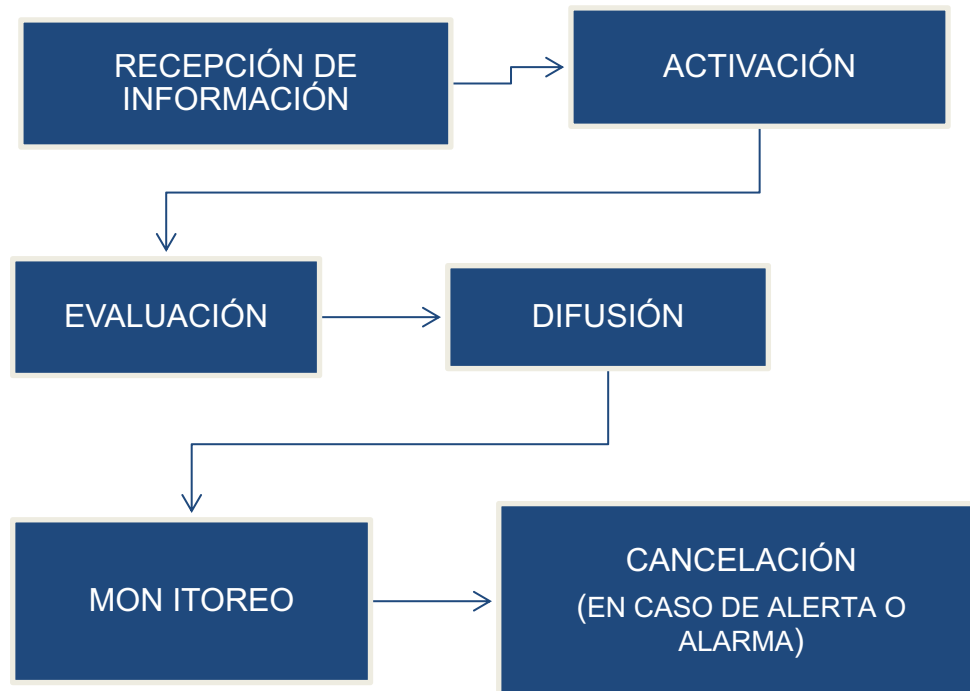 RECEPCIÓN DE
INFORMACIÓN
ACTIVACIÓN
EVALUACIÓN
DIFUSIÓN
MON ITOREO
CANCELACIÓN
(EN CASO DE ALERTA O
ALARMA)